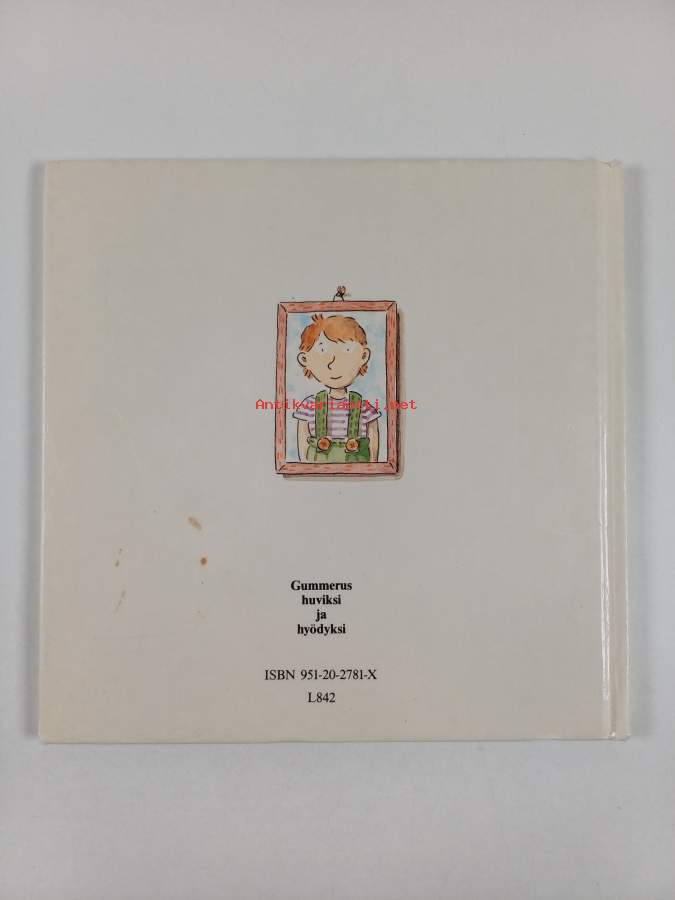 Antikvariaatti.net
Gummerus
huviksi
ja
hyödyksi
ISBN 951-20-2781-X
L842